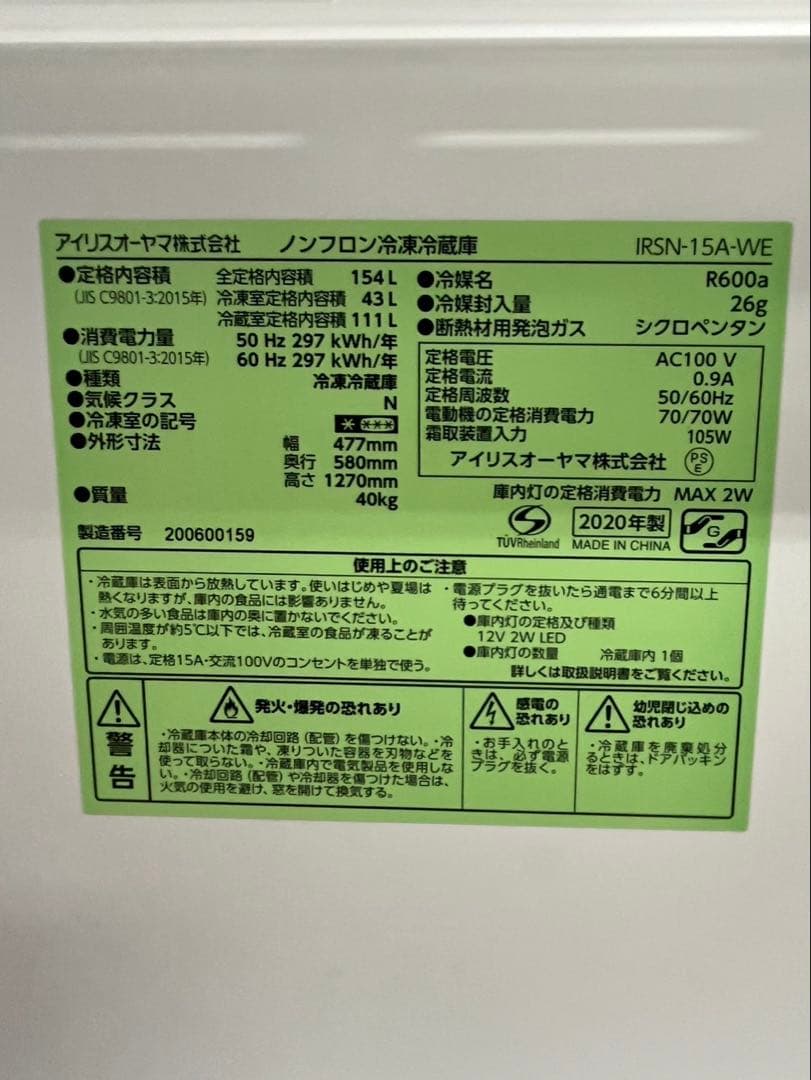 アイリスオーヤマ株式会社 ノンフロン冷凍冷蔵庫 IRSN-15A-WE
●定格内容積 全定格内容積 154L
(JIS C9801-3:2015年) 冷凍室定格内容積 43L
冷蔵室定格内容積 111L
●消費電力量 50 Hz 297 kWh/年
(JIS C9801-3:2015年) 60 Hz 297 kWh/年
●種類 冷凍冷蔵庫
●気候クラス N
●冷凍室の記号 * ***
●外形寸法 幅 477mm
奥行 580mm
高さ 1270mm
●質量 40kg
製造番号 200600159
●冷媒名 R600a
●冷媒封入量 26g
●断熱材用発泡ガス シクロペンタン
定格電圧 AC100 V
定格電流 0.9A
定格周波数 50/60Hz
電動機の定格消費電力 70/70W
霜取装置入力 105W
アイリスオーヤマ株式会社 PSE
庫内灯の定格消費電力 MAX 2W
TÜVRheinland
2020年製
MADE IN CHINA
G
使用上のご注意
・冷蔵庫は表面から放熱しています。使いはじめや夏場は
熱くなりますが、庫内の食品には影響ありません。
・水気の多い食品は庫内の奥に置かないでください。
・周囲温度が約5℃以下では、冷蔵室の食品が凍ることが
あります。
・電源は、定格15A・交流100Vのコンセントを単独で使う。
・電源プラグを抜いたら通電まで6分間以上
待ってください。
●庫内灯の定格及び種類
12V 2W LED
●庫内灯の数量 冷蔵庫内 1個
詳しくは取扱説明書をご覧ください。
警告
発火・爆発の恐れあり
・冷蔵庫本体の冷却回路(配管)を傷つけない。・冷
却器についた霜や、凍りついた容器を刃物などを
使って取らない。・冷蔵庫内で電気製品を使用しな
い。・冷却回路(配管)や冷却器を傷つけた場合は、
火気の使用を避け、窓を開けて換気する。
感電の
恐れあり
・お手入れのと
きは、必ず電源
プラグを抜く。
幼児閉じ込めの
恐れあり
・冷蔵庫を廃棄処分
するときは、ドアパッキン
をはずす。